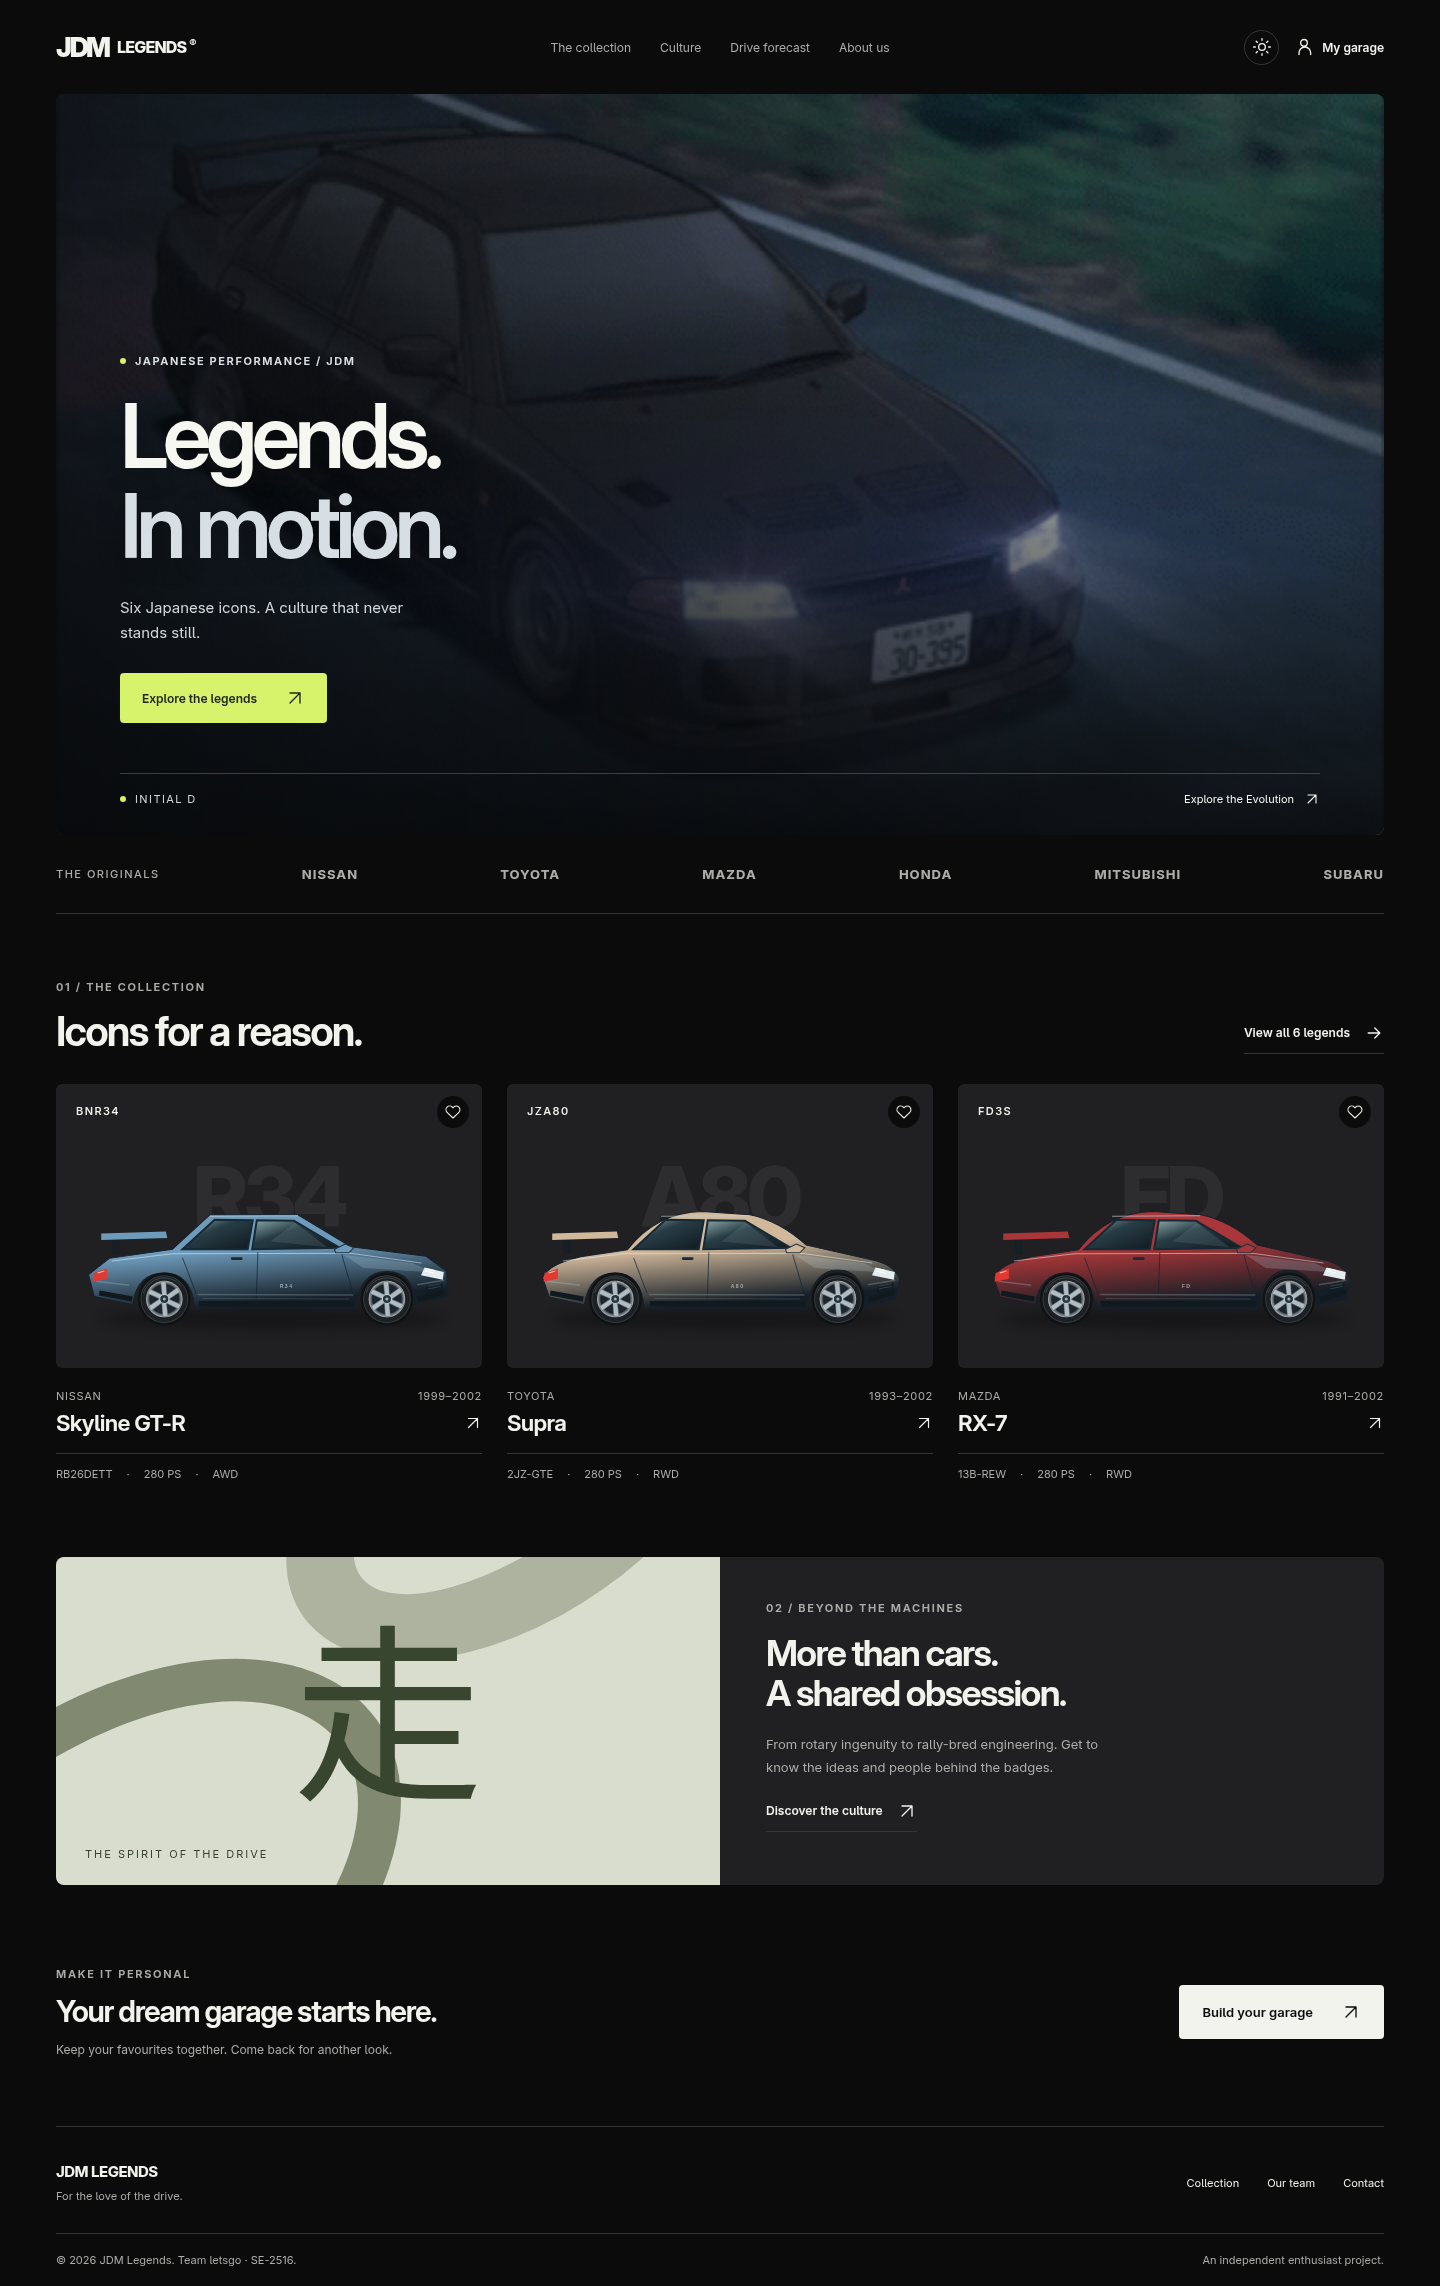 JDM LEGENDS ®
The collection
Culture
Drive forecast
About us
My garage
JAPANESE PERFORMANCE / JDM
Legends.
In motion.
Six Japanese icons. A culture that never
stands still.
Explore the legends
30-395
INITIAL D
Explore the Evolution
THE ORIGINALS
NISSAN
TOYOTA
MAZDA
HONDA
MITSUBISHI
SUBARU
01 / THE COLLECTION
Icons for a reason.
View all 6 legends
BNR34
R34
R34
NISSAN
1999–2002
Skyline GT-R
RB26DETT · 280 PS · AWD
JZA80
A80
A80
TOYOTA
1993–2002
Supra
2JZ-GTE · 280 PS · RWD
FD3S
FD
FD
MAZDA
1991–2002
RX-7
13B-REW · 280 PS · RWD
走
THE SPIRIT OF THE DRIVE
02 / BEYOND THE MACHINES
More than cars.
A shared obsession.
From rotary ingenuity to rally-bred engineering. Get to
know the ideas and people behind the badges.
Discover the culture
MAKE IT PERSONAL
Your dream garage starts here.
Keep your favourites together. Come back for another look.
Build your garage
JDM LEGENDS
For the love of the drive.
Collection
Our team
Contact
© 2026 JDM Legends. Team letsgo · SE-2516.
An independent enthusiast project.